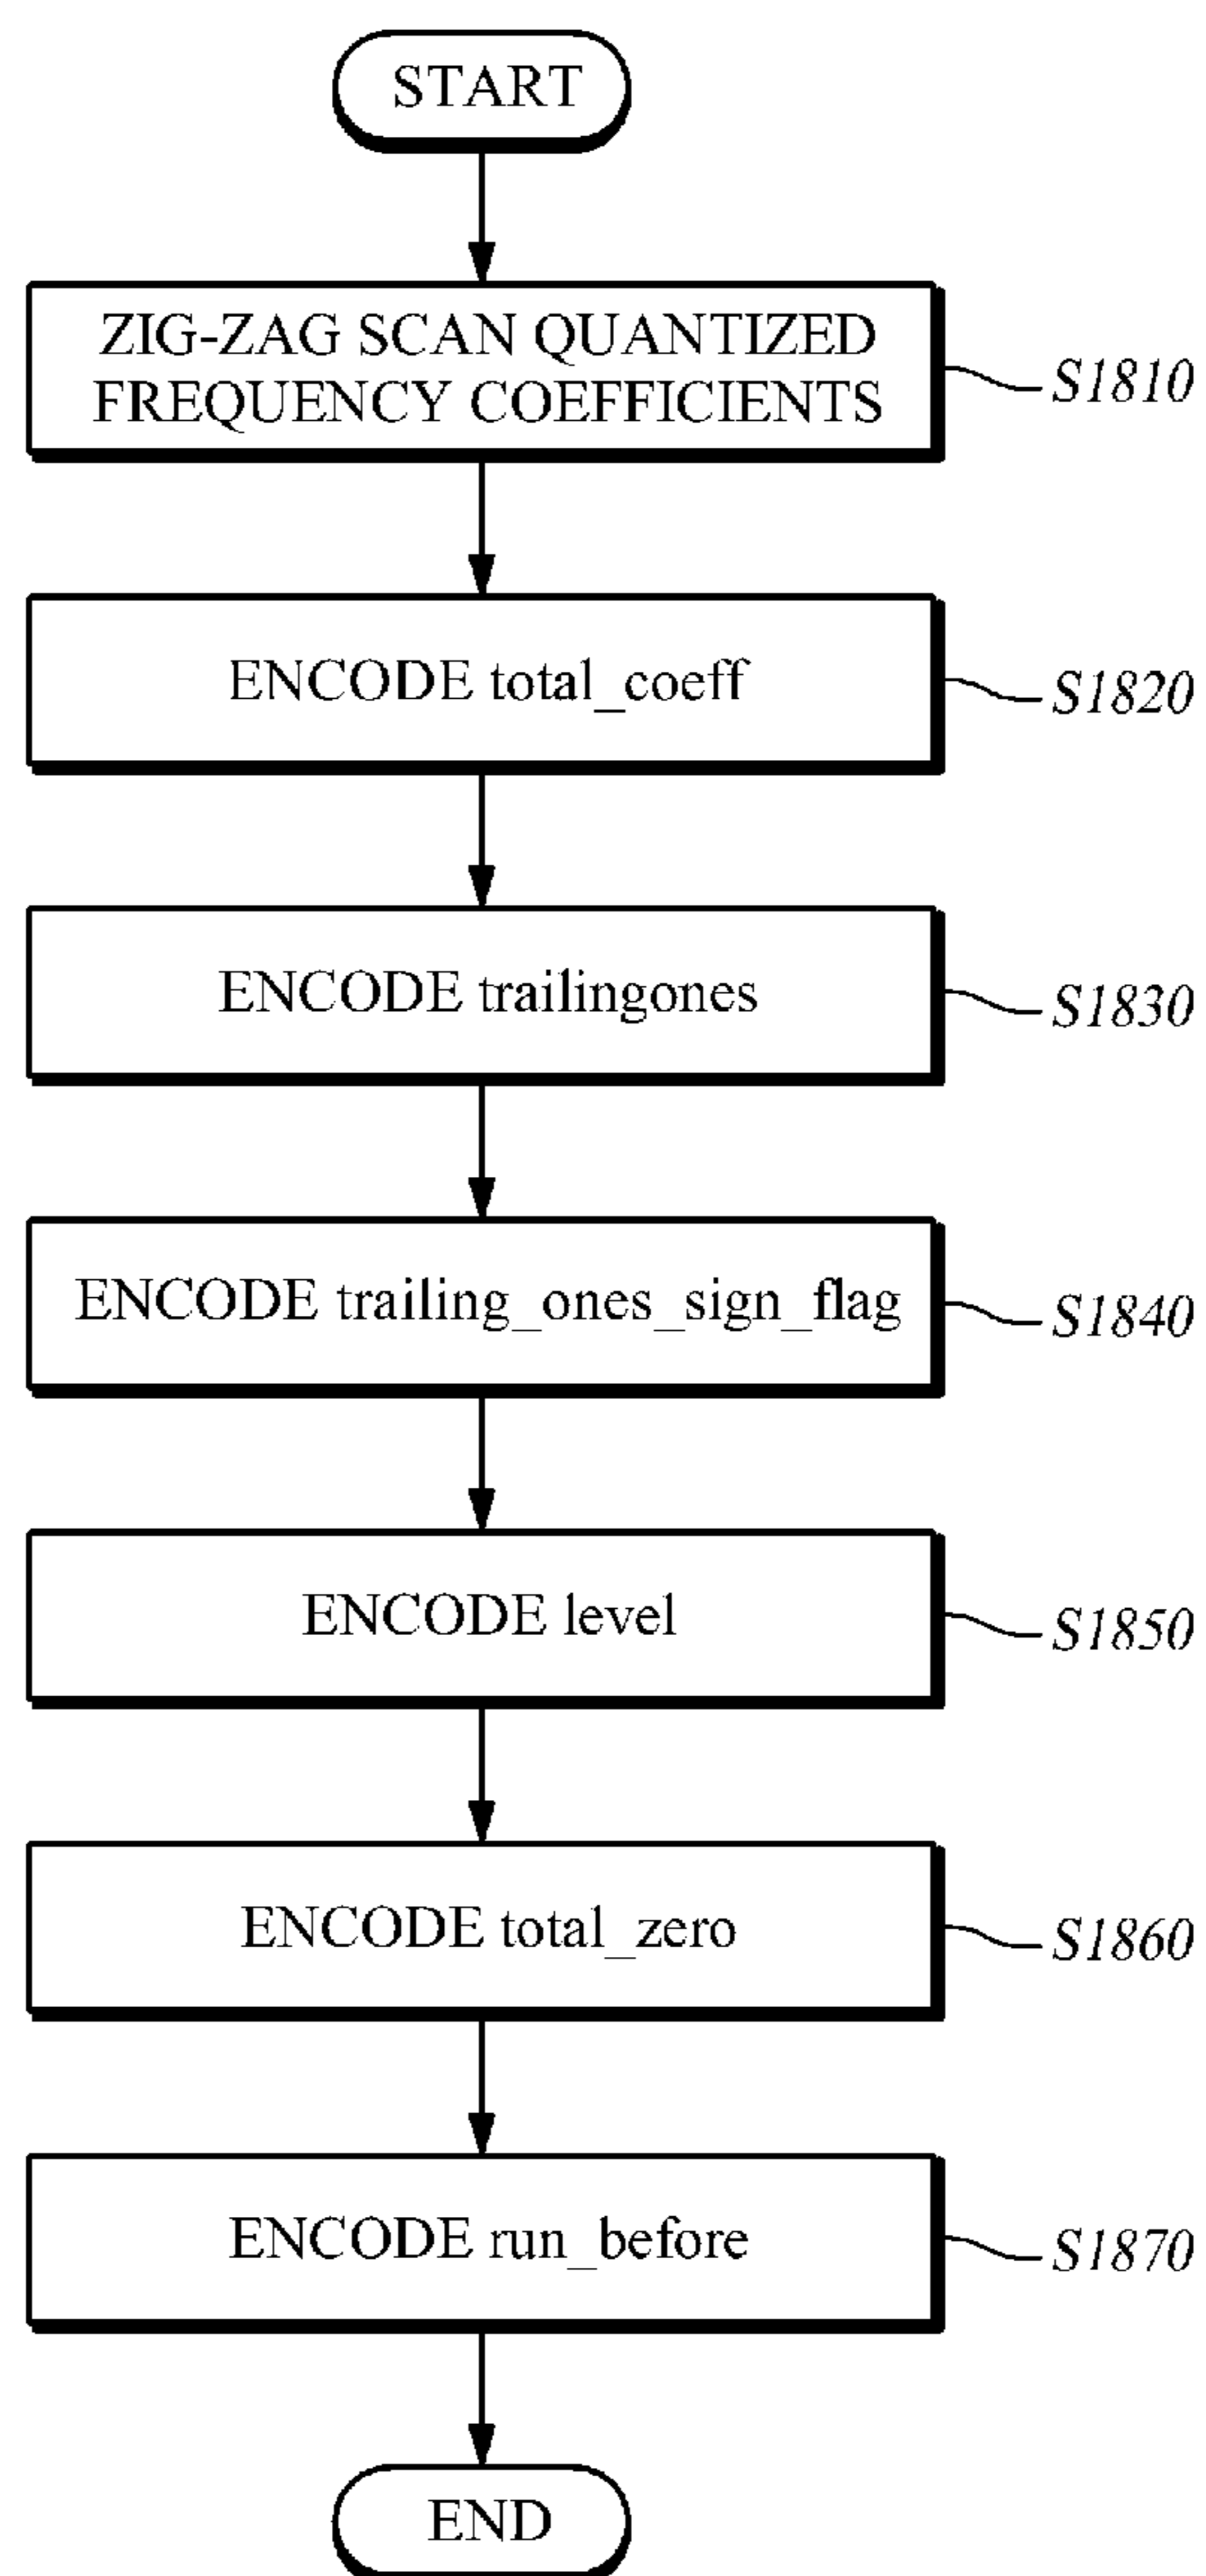 START
ZIG-ZAG SCAN QUANTIZED
FREQUENCY COEFFICIENTS
S1810
ENCODE total_coeff
S1820
ENCODE trailingones
S1830
ENCODE trailing_ones_sign_flag
S1840
ENCODE level
S1850
ENCODE total_zero
S1860
ENCODE run_before
S1870
END